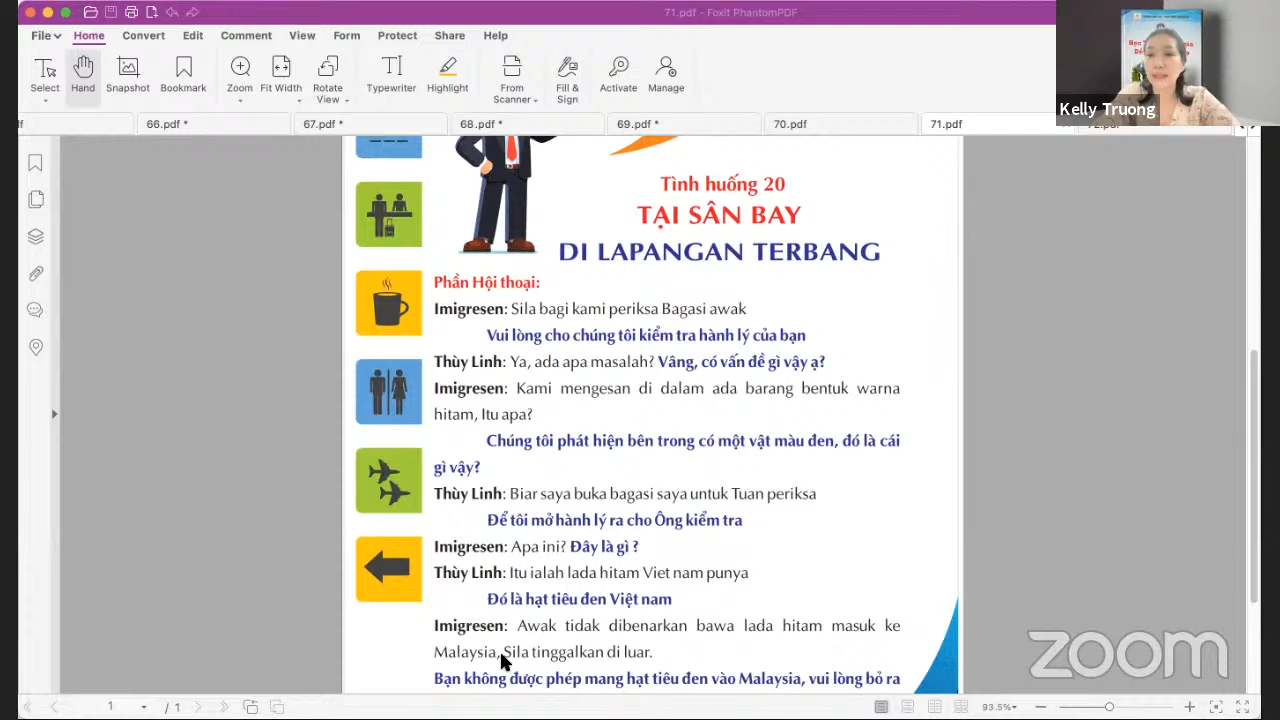 71.pdf - Foxit PhantomPDF
File Home Convert Edit Comment View Form Protect Share Help
Select Hand Snapshot Bookmark Zoom Fit Width Rotate View Typewriter Highlight From Scanner Fill & Sign Activate Manage
Kelly Truong
66.pdf * 67.pdf * 68.pdf * 69.pdf * 70.pdf 71.pdf
Tình huống 20
TẠI SÂN BAY
DI LAPANGAN TERBANG
Phần Hội thoại:
Imigresen: Sila bagi kami periksa Bagasi awak
Vui lòng cho chúng tôi kiểm tra hành lý của bạn
Thùy Linh: Ya, ada apa masalah? Vâng, có vấn đề gì vậy ạ?
Imigresen: Kami mengesan di dalam ada barang bentuk warna
hitam, Itu apa?
Chúng tôi phát hiện bên trong có một vật màu đen, đó là cái
gì vậy?
Thùy Linh: Biar saya buka bagasi saya untuk Tuan periksa
Để tôi mở hành lý ra cho Ông kiểm tra
Imigresen: Apa ini? Đây là gì ?
Thùy Linh: Itu ialah lada hitam Viet nam punya
Đó là hạt tiêu đen Việt nam
Imigresen: Awak tidak dibenarkan bawa lada hitam masuk ke
Malaysia, Sila tinggalkan di luar.
Bạn không được phép mang hạt tiêu đen vào Malaysia, vui lòng bỏ ra
zoom
1 / 1 93.5%